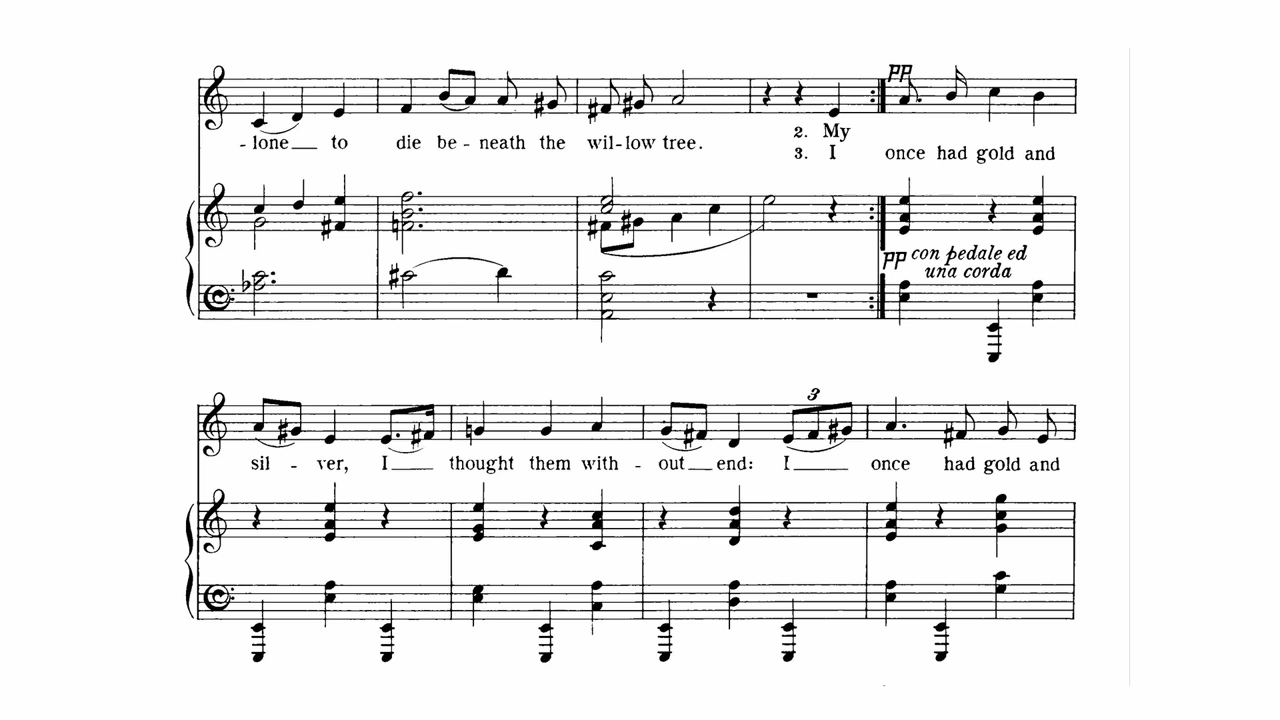 pp
-lone to die be-neath the wil-low tree. 2. My
3. I once had gold and
pp con pedale ed
una corda
3
sil - ver, I thought them with-out end: I once had gold and